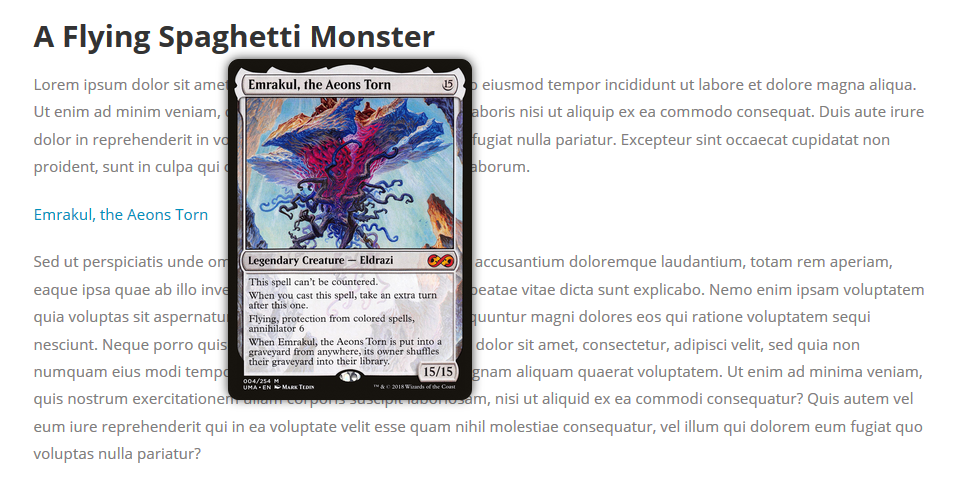 A Flying Spaghetti Monster
Lorem ipsum dolor sit amet eiusmod tempor incididunt ut labore et dolore magna aliqua.
Ut enim ad minim veniam, nisi ut aliquip ex ea commodo consequat. Duis aute irure
dolor in reprehenderit in fugiat nulla pariatur. Excepteur sint occaecat cupidatat non
proident, sunt in culpa qui
Emrakul, the Aeons Torn
Sed ut perspiciatis unde accusantium doloremque laudantium, totam rem aperiam,
eaque ipsa quae ab illo vitae dicta sunt explicabo. Nemo enim ipsam voluptatem
quia voluptas sit magni dolores eos qui ratione voluptatem sequi
nesciunt. Neque porro dolor sit amet, consectetur, adipisci velit, sed quia non
numquam eius modi aliquam quaerat voluptatem. Ut enim ad minima veniam,
quis nostrum exercitationem ullam corporis suscipit laboriosam, nisi ut aliquid ex ea commodi consequatur? Quis autem vel
eum iure reprehenderit qui in ea voluptate velit esse quam nihil molestiae consequatur, vel illum qui dolorem eum fugiat quo
voluptas nulla pariatur?
Emrakul, the Aeons Torn 15
Legendary Creature — Eldrazi
This spell can't be countered.
When you cast this spell, take an extra turn
after this one.
Flying, protection from colored spells,
annihilator 6
When Emrakul, the Aeons Torn is put into a
graveyard from anywhere, its owner shuffles
their graveyard into their library.
15/15
004/254 M
UMA • EN Mark Tedin ™ & © 2018 Wizards of the Coast